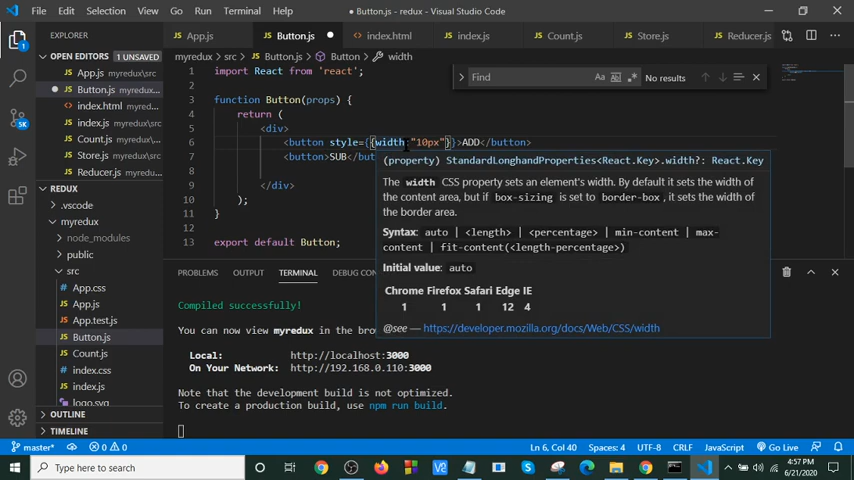 File Edit Selection View Go Run Terminal Help
● Button.js - redux - Visual Studio Code
EXPLORER
App.js
Button.js
index.html
index.js
Count.js
Store.js
Reducer.js
OPEN EDITORS 1 UNSAVED
App.js myredux\src
Button.js myredux...
index.html myredu...
index.js myredux\src
Count.js myredux\...
Store.js myredux\src
Reducer.js myredu...
REDUX
.vscode
myredux
node_modules
public
src
App.css
App.js
App.test.js
Button.js
Count.js
index.css
index.js
logo.svg
OUTLINE
TIMELINE
myredux > src > Button.js > Button > width
Find
Aa
No results
1 import React from 'react';
2
3 function Button(props) {
4 return (
5 <div>
6 <button style={{width:"10px"}}>ADD</button>
7 <button>SUB</but
8
9 </div>
10 );
11 }
12
13 export default Button;
(property) StandardLonghandProperties<React.Key>.width?: React.Key
The width CSS property sets an element's width. By default it sets the width of
the content area, but if box-sizing is set to border-box, it sets the width of
the border area.
Syntax: auto | <length> | <percentage> | min-content | max-
content | fit-content(<length-percentage>)
Initial value: auto
Chrome Firefox Safari Edge IE
1 1 1 12 4
@see — https://developer.mozilla.org/docs/Web/CSS/width
PROBLEMS OUTPUT TERMINAL DEBUG CON
Compiled successfully!
You can now view myredux in the brow
Local: http://localhost:3000
On Your Network: http://192.168.0.110:3000
Note that the development build is not optimized.
To create a production build, use npm run build.
master* 0 0
Ln 6, Col 40 Spaces: 4 UTF-8 CRLF JavaScript Go Live
Type here to search
4:57 PM
6/21/2020